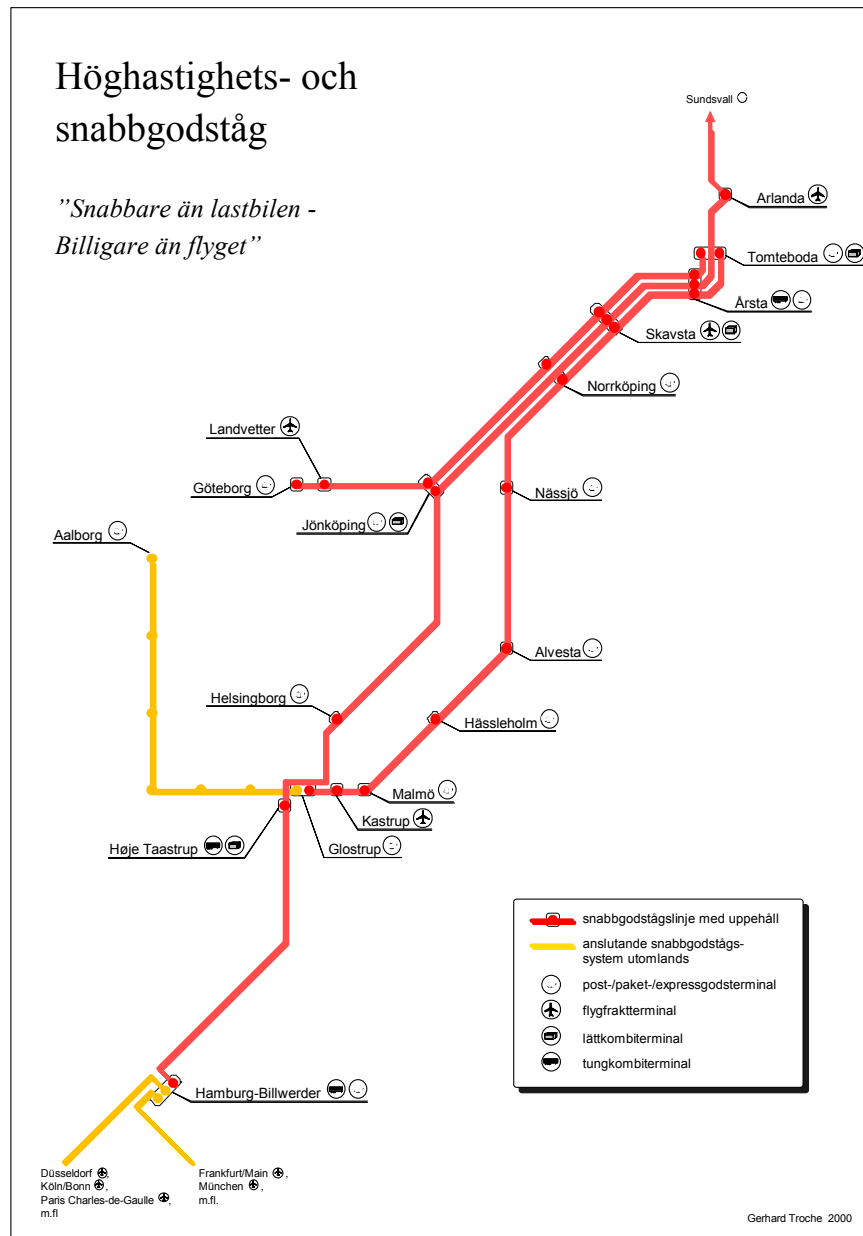 Höghastighets- och
snabbgodståg
”Snabbare än lastbilen -
Billigare än flyget”
Sundsvall
Arlanda
Tomteboda
Årsta
Skavsta
Norrköping
Landvetter
Göteborg
Jönköping
Nässjö
Aalborg
Alvesta
Helsingborg
Hässleholm
Malmö
Kastrup
Høje Taastrup
Glostrup
snabbgodstågslinje med uppehåll
anslutande snabbgodstågs-
system utomlands
post-/paket-/expressgodsterminal
flygfraktterminal
lättkombiterminal
tungkombiterminal
Hamburg-Billwerder
Düsseldorf ,
Köln/Bonn ,
Paris Charles-de-Gaulle ,
m.fl
Frankfurt/Main ,
München ,
m.fl.
Gerhard Troche 2000